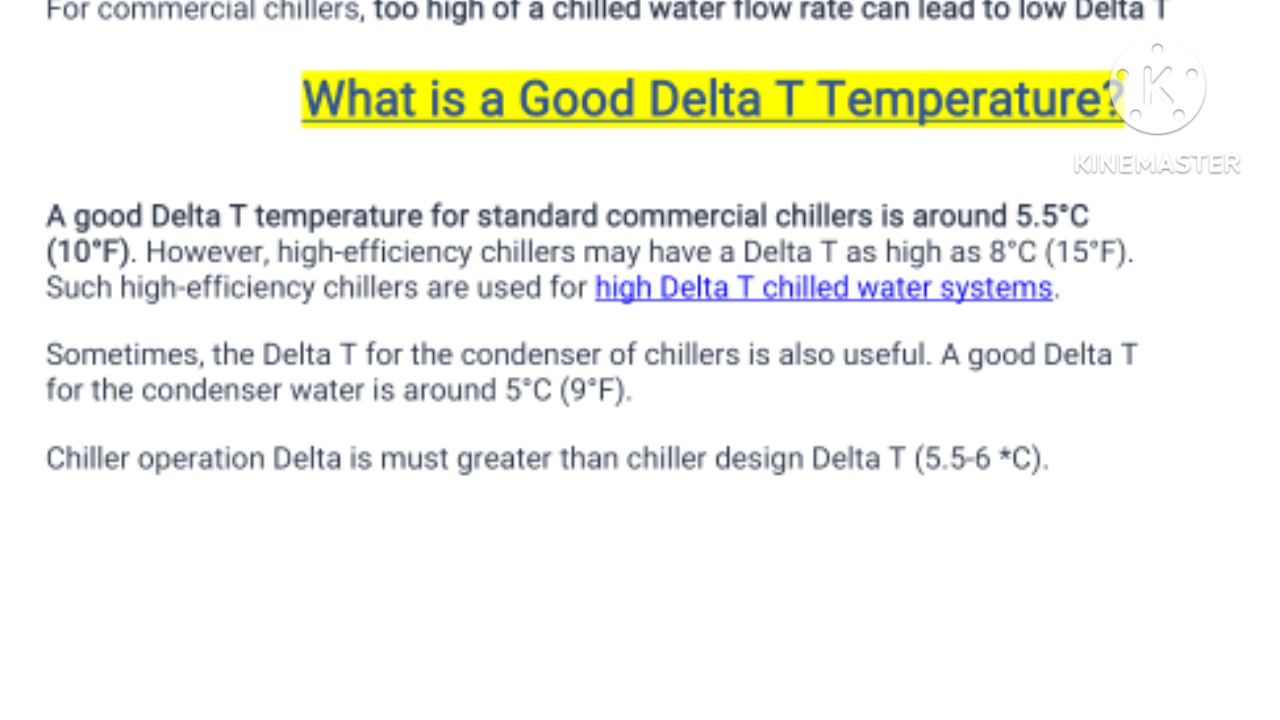 For commercial chillers, too high of a chilled water flow rate can lead to low Delta T
What is a Good Delta T Temperature?
K
KINEMASTER
A good Delta T temperature for standard commercial chillers is around 5.5°C
(10°F). However, high-efficiency chillers may have a Delta T as high as 8°C (15°F).
Such high-efficiency chillers are used for high Delta T chilled water systems.
Sometimes, the Delta T for the condenser of chillers is also useful. A good Delta T
for the condenser water is around 5°C (9°F).
Chiller operation Delta is must greater than chiller design Delta T (5.5-6 *C).